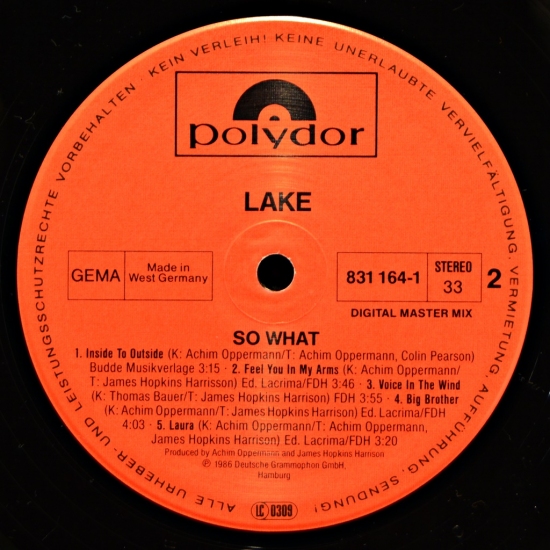 ALLE URHEBER- UND LEISTUNGSSCHUTZRECHTE VORBEHALTEN · KEIN VERLEIH! KEINE UNERLAUBTE VERVIELFÄLTIGUNG, VERMIETUNG, AUFFÜHRUNG, SENDUNG!
polydor
LAKE
GEMA
Made in
West Germany
831 164-1
STEREO
33
2
DIGITAL MASTER MIX
SO WHAT
1. Inside To Outside (K: Achim Oppermann/T: Achim Oppermann, Colin Pearson)
Budde Musikverlage 3:15 · 2. Feel You In My Arms (K: Achim Oppermann/
T: James Hopkins Harrisson) Ed. Lacrima/FDH 3:46 · 3. Voice In The Wind
(K: Thomas Bauer/T: James Hopkins Harrison) FDH 3:55 · 4. Big Brother
(K: Achim Oppermann/T: James Hopkins Harrison) Ed. Lacrima/FDH
4:03 · 5. Laura (K: Achim Oppermann/T: Achim Oppermann,
James Hopkins Harrison) Ed. Lacrima/FDH 3:20
Produced by Achim Oppermann and James Hopkins Harrison
℗ 1986 Deutsche Grammophon GmbH,
Hamburg
LC 0309